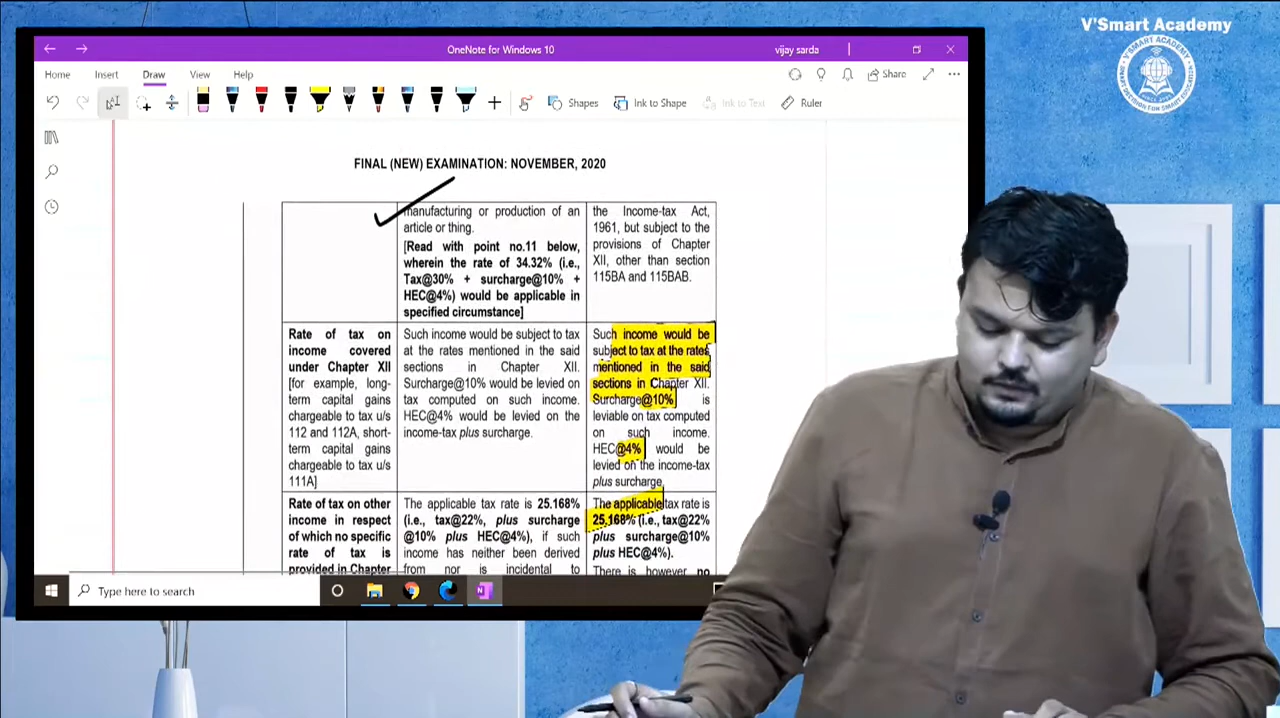 V'Smart Academy
OneNote for Windows 10
vijay sarda
Home Insert Draw View Help
Share
Shapes Ink to Shape Ink to Text Ruler
FINAL (NEW) EXAMINATION: NOVEMBER, 2020
manufacturing or production of an
article or thing.
[Read with point no.11 below,
wherein the rate of 34.32% (i.e.,
Tax@30% + surcharge@10% +
HEC@4%) would be applicable in
specified circumstance]
the Income-tax Act,
1961, but subject to the
provisions of Chapter
XII, other than section
115BA and 115BAB.
Rate of tax on
income covered
under Chapter XII
[for example, long-
term capital gains
chargeable to tax u/s
112 and 112A, short-
term capital gains
chargeable to tax u/s
111A]
Such income would be subject to tax
at the rates mentioned in the said
sections in Chapter XII.
Surcharge@10% would be levied on
tax computed on such income.
HEC@4% would be levied on the
income-tax plus surcharge.
Such income would be
subject to tax at the rates
mentioned in the said
sections in Chapter XII.
Surcharge@10% is
leviable on tax computed
on such income.
HEC@4% would be
levied on the income-tax
plus surcharge.
Rate of tax on other
income in respect
of which no specific
rate of tax is
provided in Chapter
The applicable tax rate is 25.168%
(i.e., tax@22%, plus surcharge
@10% plus HEC@4%), if such
income has neither been derived
from nor is incidental to
The applicable tax rate is
25.168% (i.e., tax@22%
plus surcharge@10%
plus HEC@4%).
There is however no
Type here to search